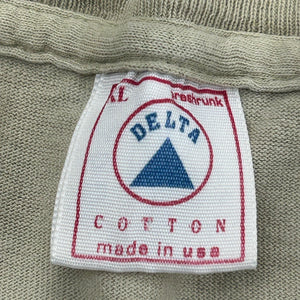 XL preshrunk
DELTA
COTTON
made in usa